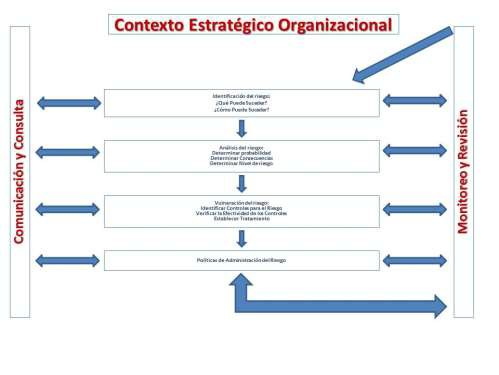 Contexto Estratégico Organizacional
Comunicación y Consulta
Identificación del riesgo:
¿Qué Puede Suceder?
¿Cómo Puede Suceder?
Análisis del riesgo:
Determinar probabilidad
Determinar Consecuencias
Determinar Nivel de riesgo
Valoración del riesgo:
Identificar Controles para el Riesgo
Verificar la Efectividad de los Controles
Establecer Tratamiento
Políticas de Administración del Riesgo
Monitoreo y Revisión